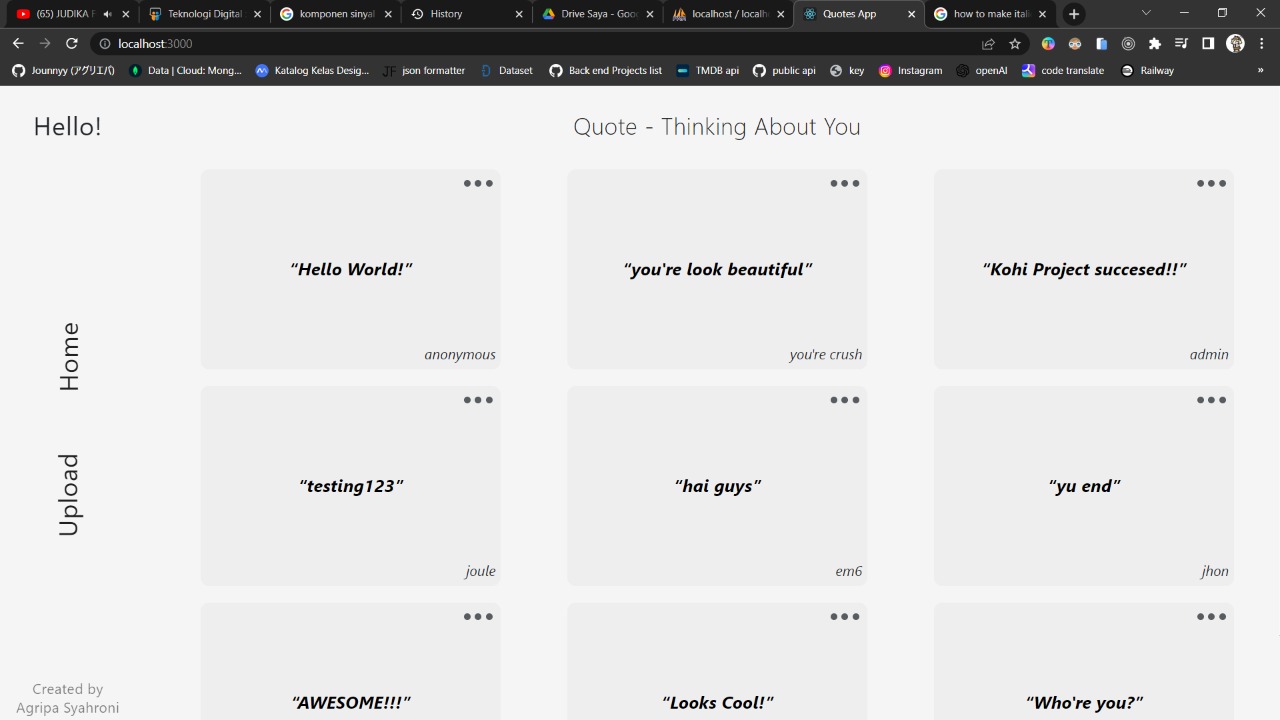 (65) JUDIKA F
Teknologi Digital
komponen sinyal
History
Drive Saya - Goo
localhost / localh
Quotes App
how to make itali
localhost:3000
Jounnyy (アグリエパ)
Data | Cloud: Mong...
Katalog Kelas Desig...
JF json formatter
Dataset
Back end Projects list
TMDB api
public api
key
Instagram
openAI
code translate
Railway
»
Hello!
Quote - Thinking About You
Home
Upload
“Hello World!”
anonymous
“you're look beautiful”
you're crush
“Kohi Project succesed!!”
admin
“testing123”
joule
“hai guys”
em6
“yu end”
jhon
“AWESOME!!!”
“Looks Cool!”
“Who're you?”
Created by
Agripa Syahroni